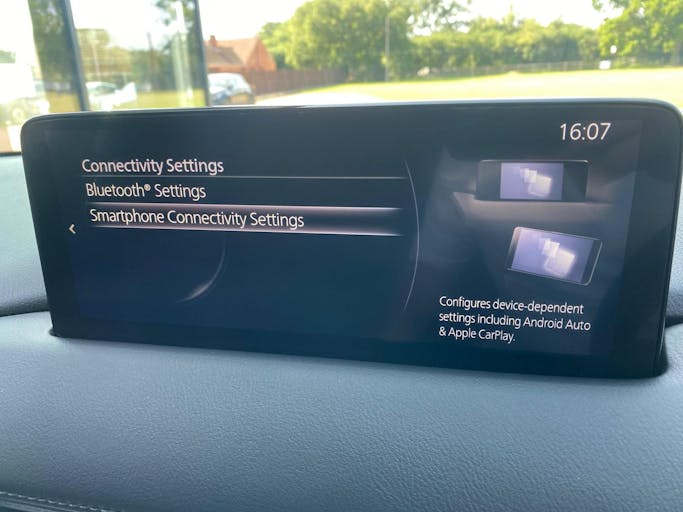 16:07
Connectivity Settings
Bluetooth® Settings
Smartphone Connectivity Settings
Configures device-dependent
settings including Android Auto
& Apple CarPlay.